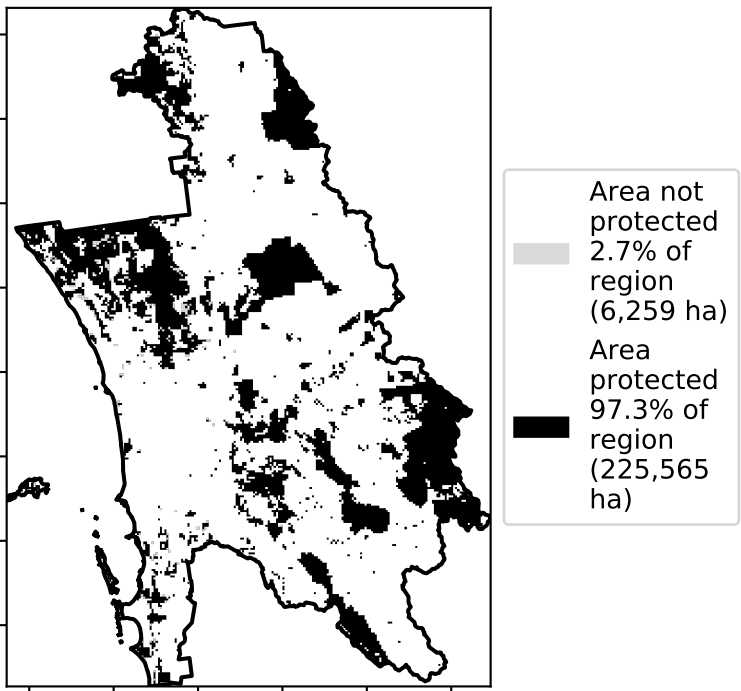 Area not
protected
2.7% of
region
(6,259 ha)
Area
protected
97.3% of
region
(225,565
ha)